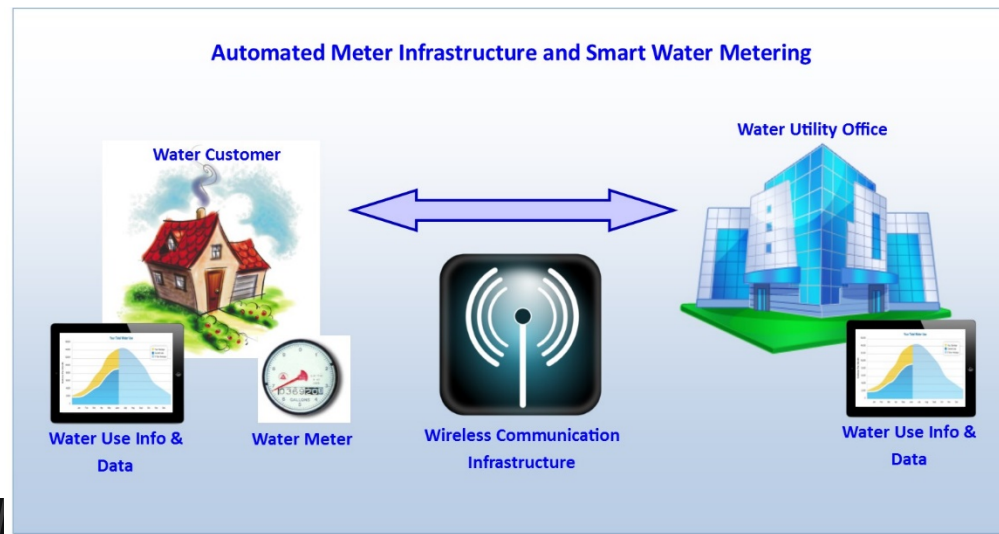 Automated Meter Infrastructure and Smart Water Metering
Water Utility Office
Water Customer
GALLONS
Water Use Info &
Data
Water Meter
Wireless Communication
Infrastructure
Water Use Info &
Data